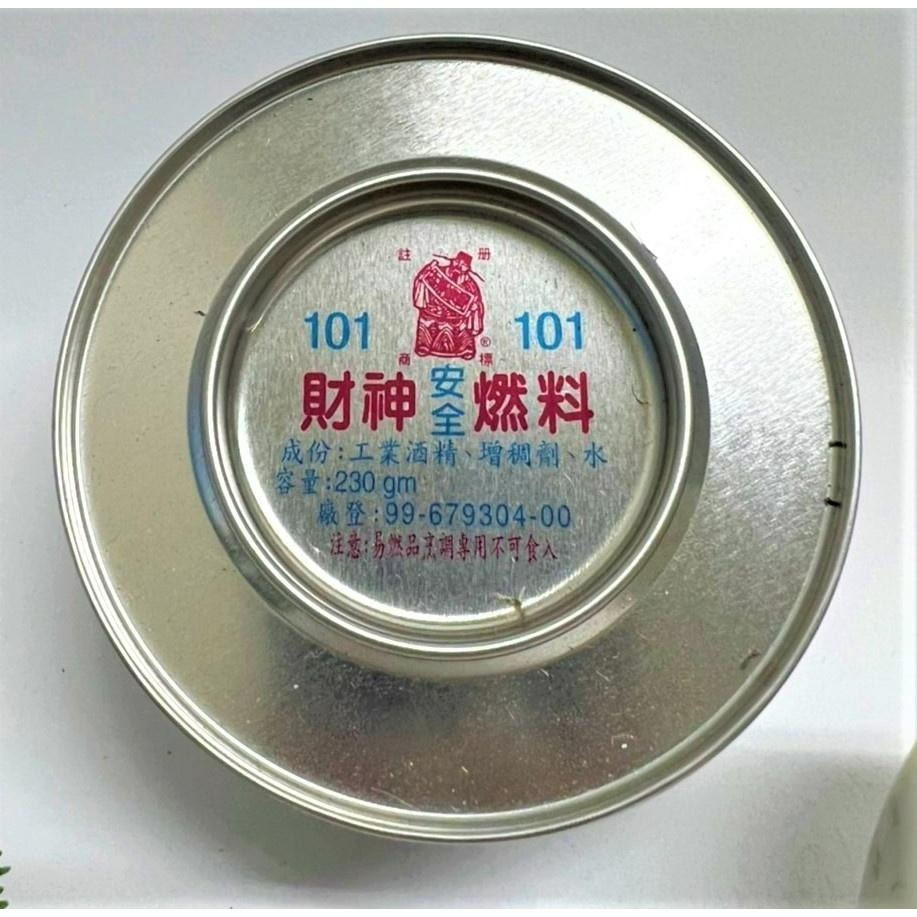 註冊
101 101
®
商標
財神安全燃料
成份:工業酒精、增稠劑、水
容量:230 gm
廠登:99-679304-00
注意:易燃品烹調專用不可食入